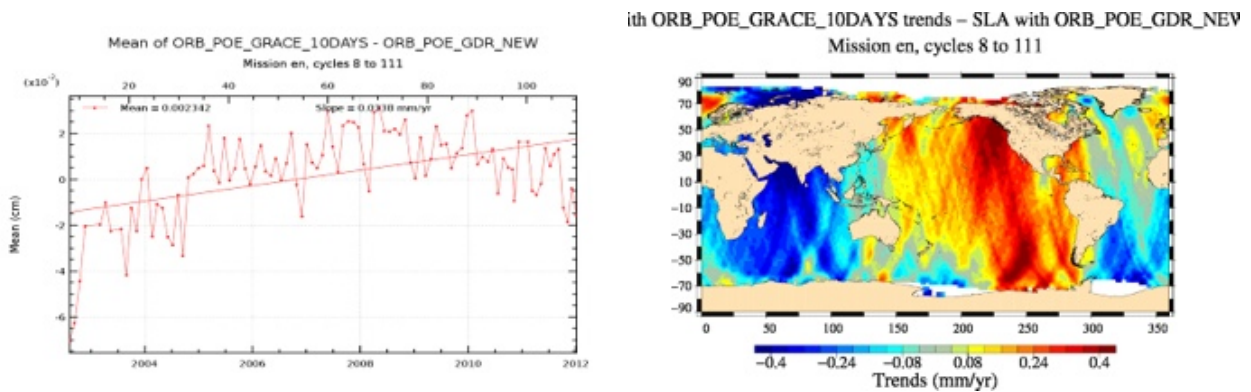 Mean of ORB_POE_GRACE_10DAYS - ORB_POE_GDR_NEW
Mission en, cycles 8 to 111
20 40 60 80 100
Mean = 0.002342 Slope = 0.0338 mm/yr
2
0
-2
-4
-6
Mean (cm)
2004 2006 2008 2010 2012
ith ORB_POE_GRACE_10DAYS trends – SLA with ORB_POE_GDR_NEW
Mission en, cycles 8 to 111
90
70
50
30
10
−10
−30
−50
−70
−90
0 50 100 150 200 250 300 350
−0.4 −0.24 −0.08 0.08 0.24 0.4
Trends (mm/yr)